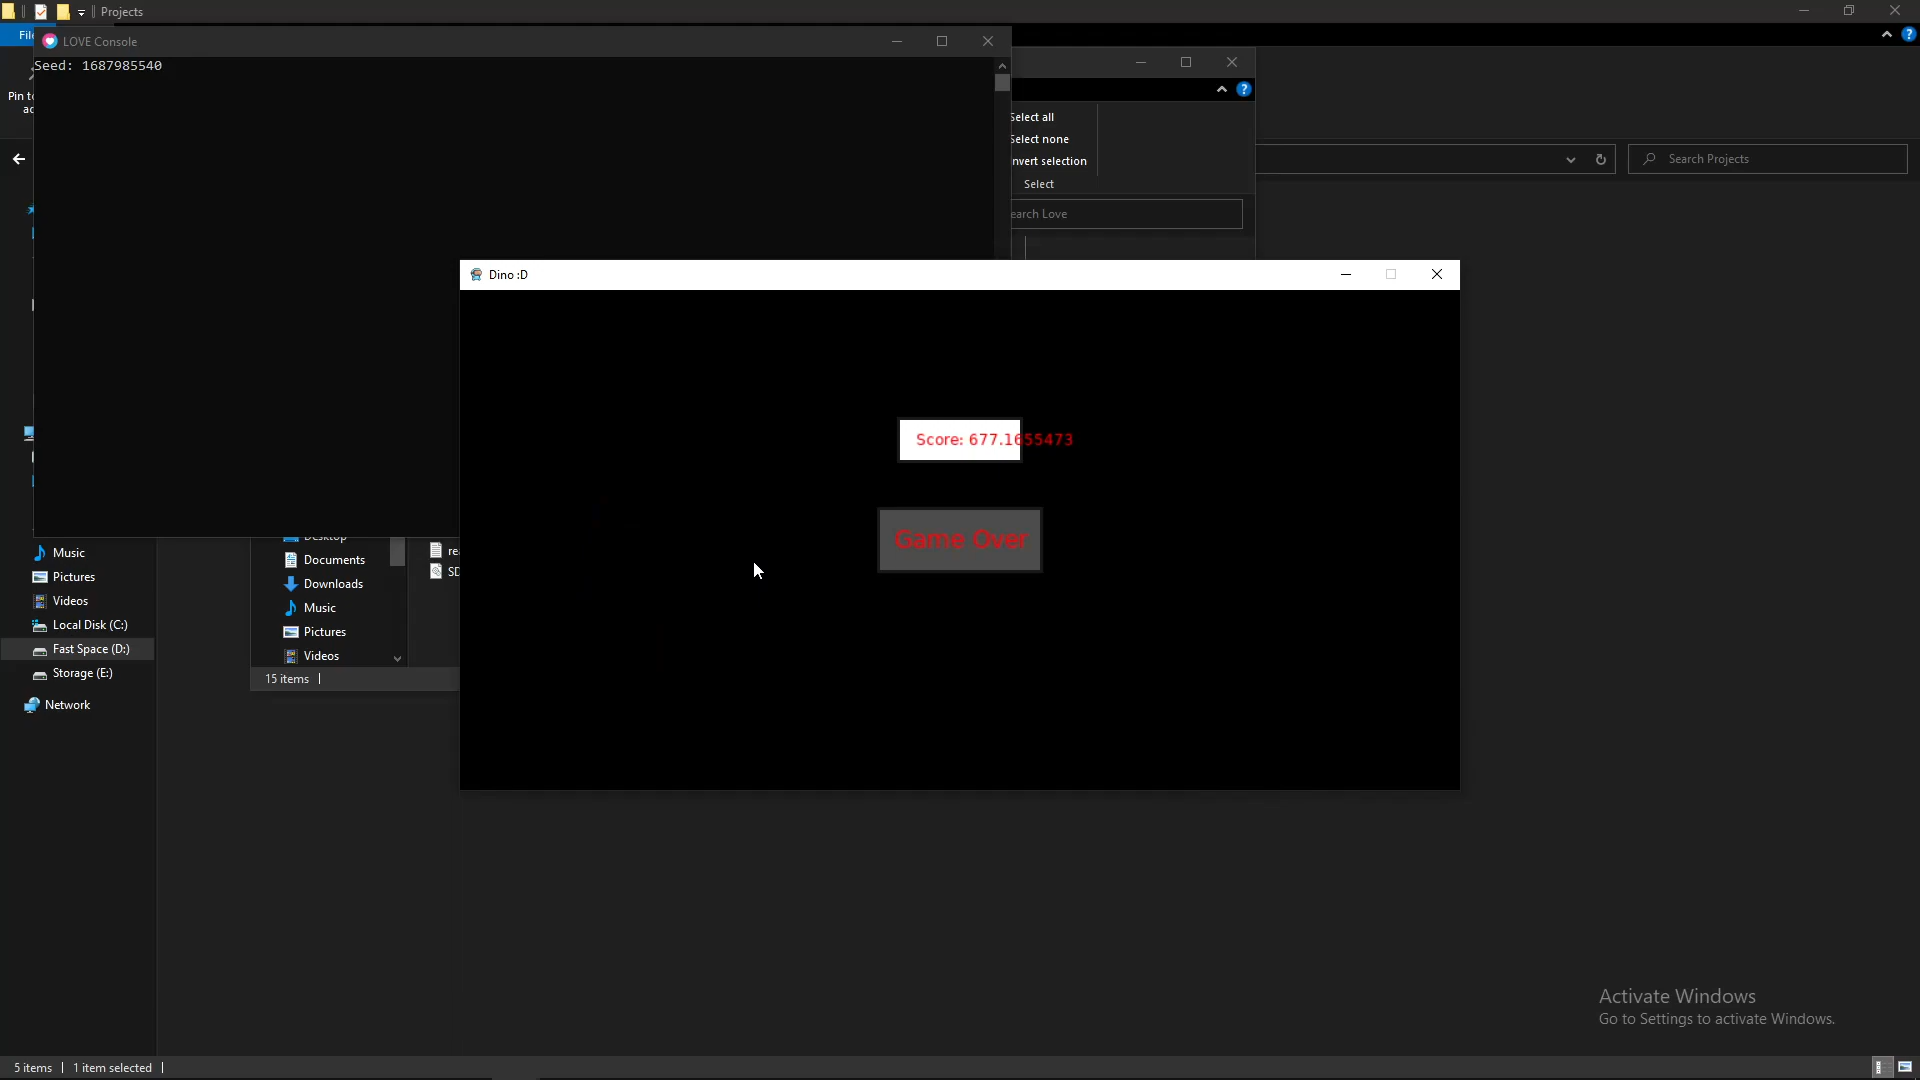 Projects
LOVE Console
Seed: 1687985540
Select all
Select none
nvert selection
Select
Search Projects
earch Love
Dino :D
Score: 677.1655473
Game Over
Music
Pictures
Videos
Local Disk (C:)
Fast Space (D:)
Storage (E:)
Network
Documents
Downloads
Music
Pictures
Videos
15 items
Activate Windows
Go to Settings to activate Windows.
5 items
1 item selected